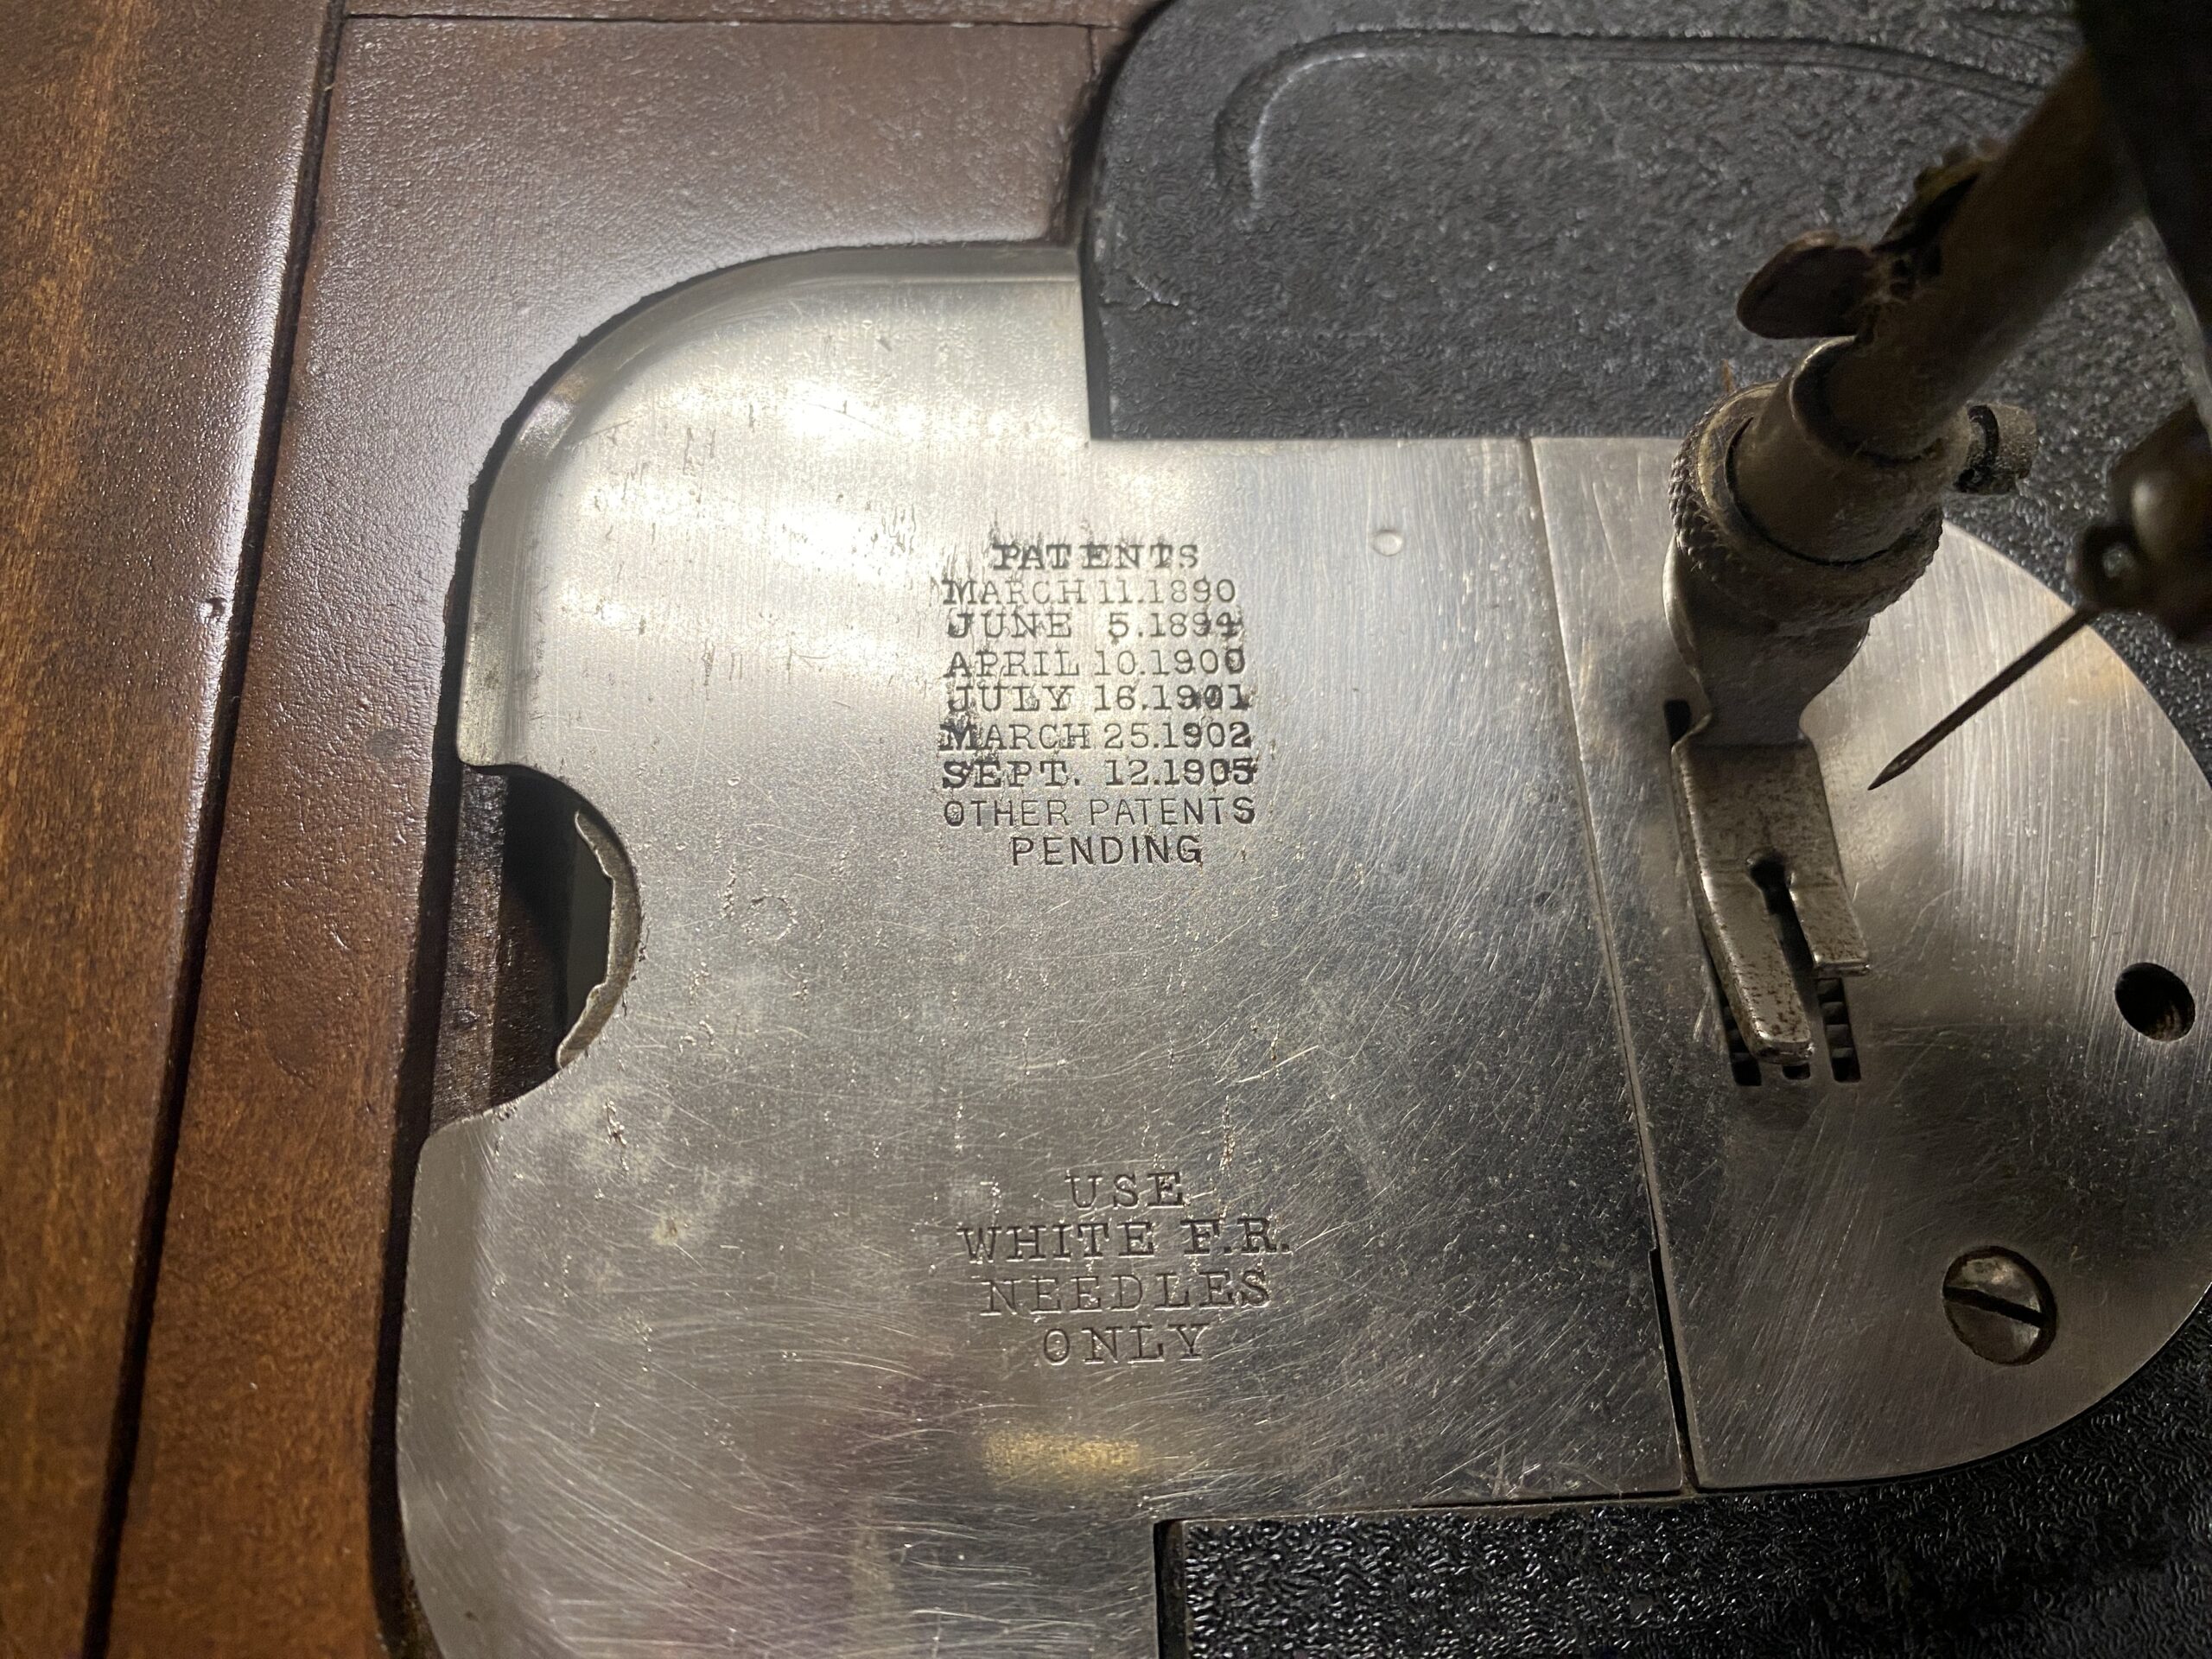 PATENTS
MARCH 11.1890
JUNE 5.1894
APRIL 10.1900
JULY 16.1901
MARCH 25.1902
SEPT. 12.1905
OTHER PATENTS
PENDING
USE
WHITE F.R.
NEEDLES
ONLY